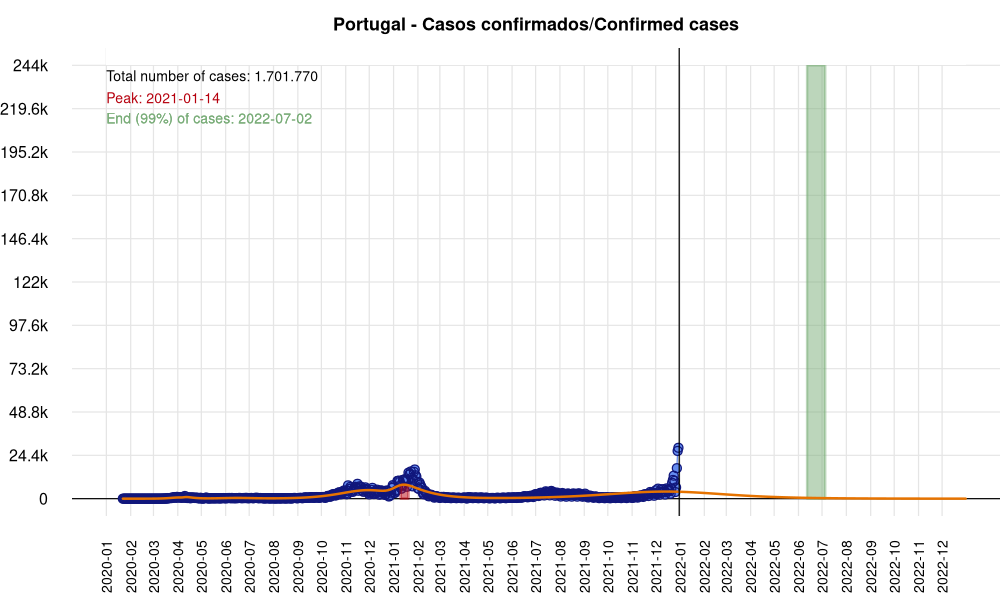 Portugal - Casos confirmados/Confirmed cases
Total number of cases: 1.701.770
Peak: 2021-01-14
End (99%) of cases: 2022-07-02
244k
219.6k
195.2k
170.8k
146.4k
122k
97.6k
73.2k
48.8k
24.4k
0
2020-01
2020-02
2020-03
2020-04
2020-05
2020-06
2020-07
2020-08
2020-09
2020-10
2020-11
2020-12
2021-01
2021-02
2021-03
2021-04
2021-05
2021-06
2021-07
2021-08
2021-09
2021-10
2021-11
2021-12
2022-01
2022-02
2022-03
2022-04
2022-05
2022-06
2022-07
2022-08
2022-09
2022-10
2022-11
2022-12